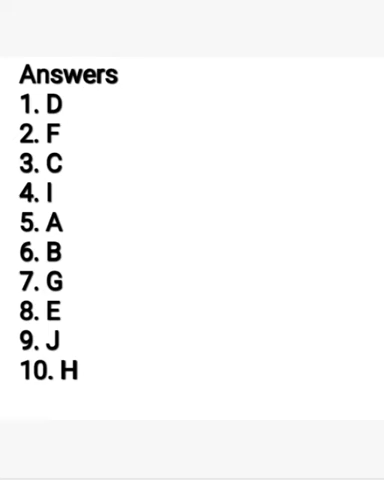 Answers
1. D
2. F
3. C
4. I
5. A
6. B
7. G
8. E
9. J
10. H